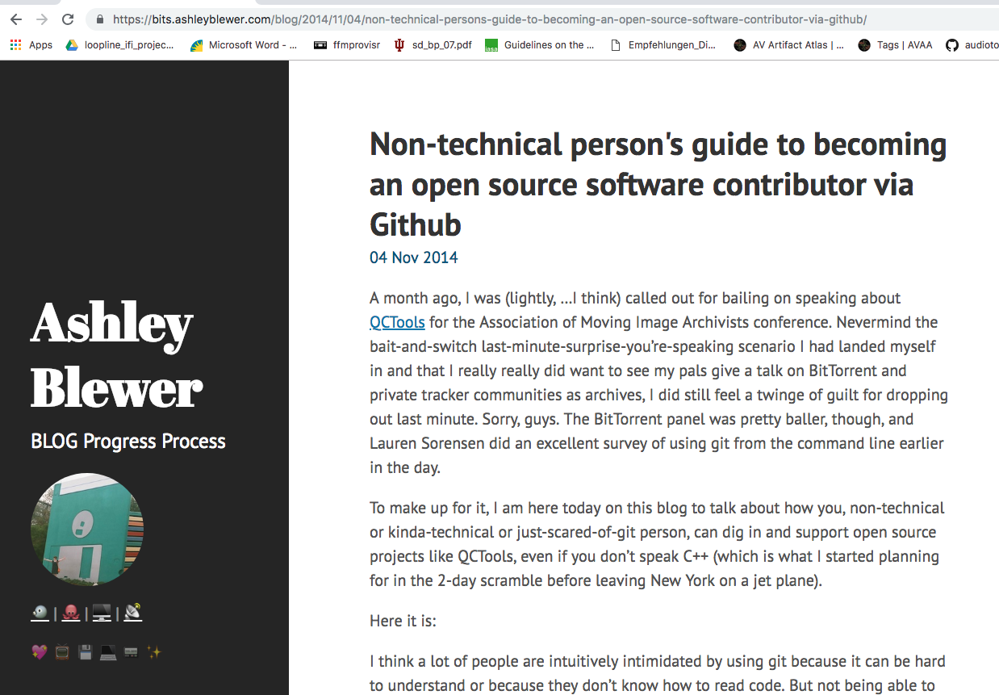 https://bits.ashleyblewer.com/blog/2014/11/04/non-technical-persons-guide-to-becoming-an-open-source-software-contributor-via-github/
Apps loopline_ifi_projec... Microsoft Word - ... ffmprovisr sd_bp_07.pdf iasa Guidelines on the ... Empfehlungen_Di... AV Artifact Atlas | ... Tags | AVAA audioto
Non-technical person's guide to becoming
an open source software contributor via
Github
04 Nov 2014
A month ago, I was (lightly, …I think) called out for bailing on speaking about
QCTools for the Association of Moving Image Archivists conference. Nevermind the
bait-and-switch last-minute-surprise-you’re-speaking scenario I had landed myself
in and that I really really did want to see my pals give a talk on BitTorrent and
private tracker communities as archives, I did still feel a twinge of guilt for dropping
out last minute. Sorry, guys. The BitTorrent panel was pretty baller, though, and
Lauren Sorensen did an excellent survey of using git from the command line earlier
in the day.
To make up for it, I am here today on this blog to talk about how you, non-technical
or kinda-technical or just-scared-of-git person, can dig in and support open source
projects like QCTools, even if you don’t speak C++ (which is what I started planning
for in the 2-day scramble before leaving New York on a jet plane).
Here it is:
I think a lot of people are intuitively intimidated by using git because it can be hard
to understand or because they don’t know how to read code. But not being able to
Ashley
Blewer
BLOG Progress Process
| | |